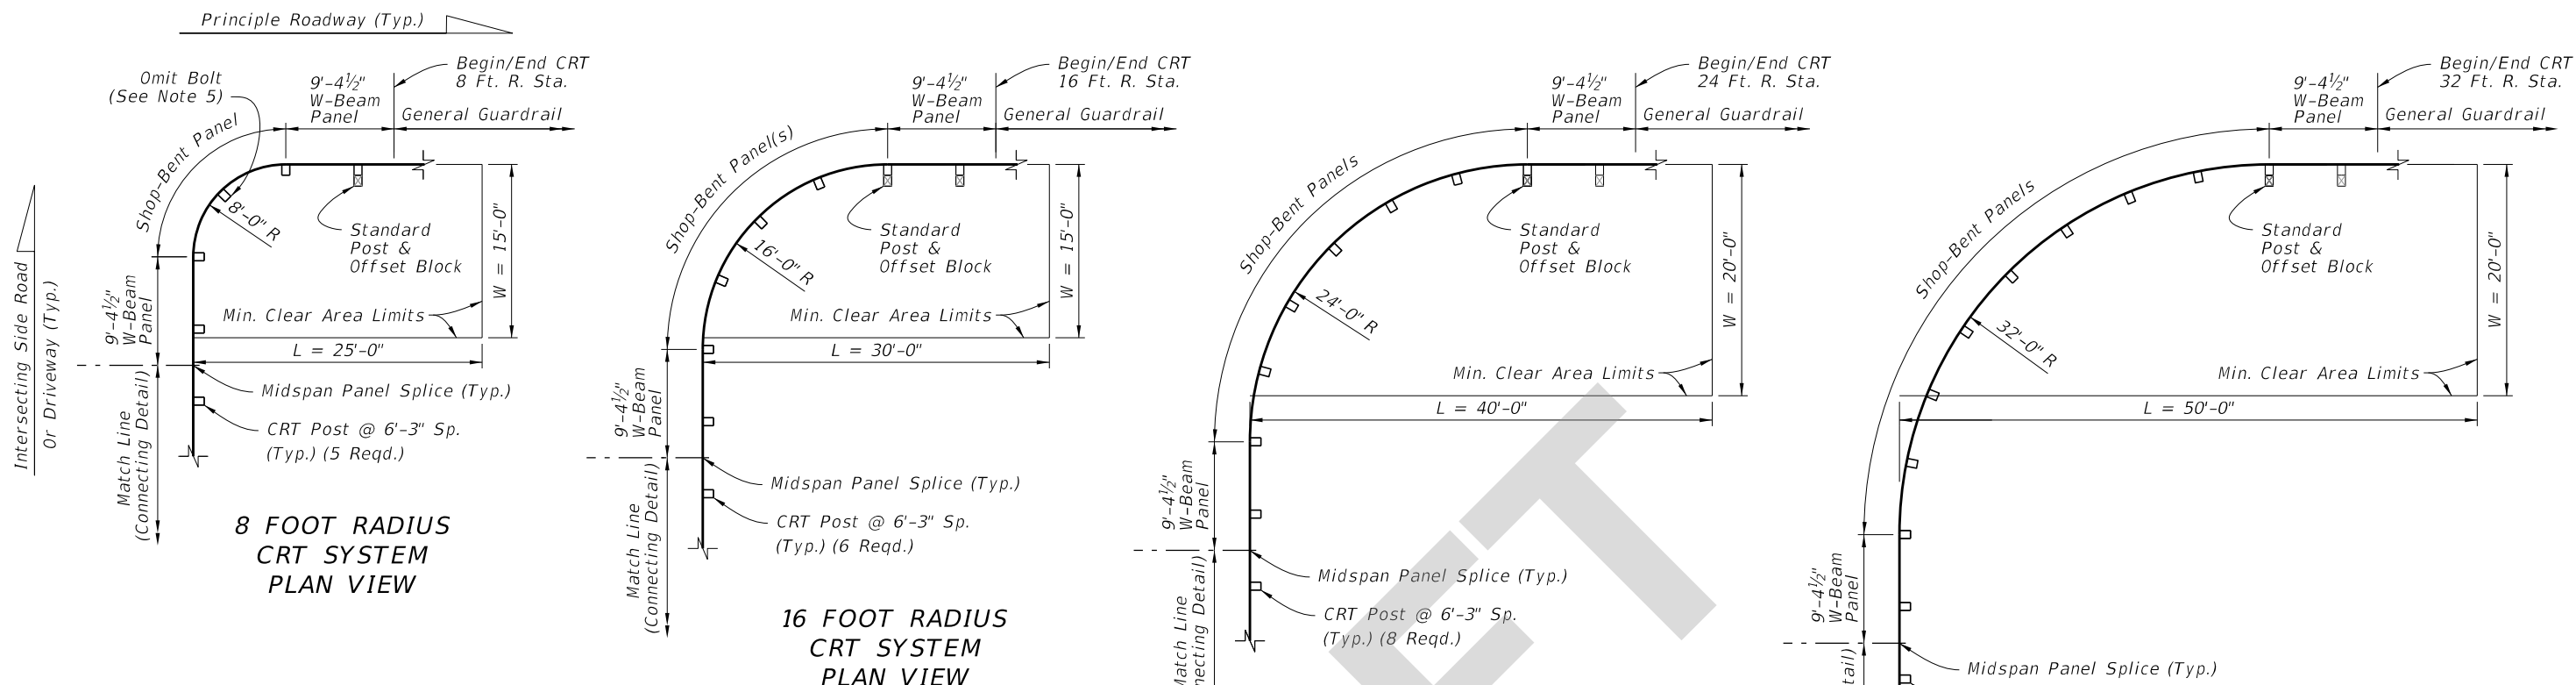 Principle Roadway (Typ.)
Intersecting Side Road
Or Driveway (Typ.)
Omit Bolt
(See Note 5)
Shop-Bent Panel
9'-4½"
W-Beam
Panel
Begin/End CRT
8 Ft. R. Sta.
General Guardrail
8'-0" R
Standard
Post &
Offset Block
W = 15'-0"
Min. Clear Area Limits
L = 25'-0"
9'-4½"
W-Beam
Panel
Match Line
(Connecting Detail)
Midspan Panel Splice (Typ.)
CRT Post @ 6'-3" Sp.
(Typ.) (5 Reqd.)
8 FOOT RADIUS
CRT SYSTEM
PLAN VIEW
Shop-Bent Panel(s)
9'-4½"
W-Beam
Panel
Begin/End CRT
16 Ft. R. Sta.
General Guardrail
16'-0" R
Standard
Post &
Offset Block
W = 15'-0"
Min. Clear Area Limits
L = 30'-0"
9'-4½"
W-Beam
Panel
Match Line
(Connecting Detail)
Midspan Panel Splice (Typ.)
CRT Post @ 6'-3" Sp.
(Typ.) (6 Reqd.)
16 FOOT RADIUS
CRT SYSTEM
PLAN VIEW
Shop-Bent Panels
9'-4½"
W-Beam
Panel
Begin/End CRT
24 Ft. R. Sta.
General Guardrail
24'-0" R
Standard
Post &
Offset Block
W = 20'-0"
Min. Clear Area Limits
L = 40'-0"
9'-4½"
W-Beam
Panel
Match Line
necting Detail)
Midspan Panel Splice (Typ.)
CRT Post @ 6'-3" Sp.
(Typ.) (8 Reqd.)
Shop-Bent Panels
9'-4½"
W-Beam
Panel
Begin/End CRT
32 Ft. R. Sta.
General Guardrail
32'-0" R
Standard
Post &
Offset Block
W = 20'-0"
Min. Clear Area Limits
L = 50'-0"
9'-4½"
W-Beam
Panel
tail)
Midspan Panel Splice (Typ.)